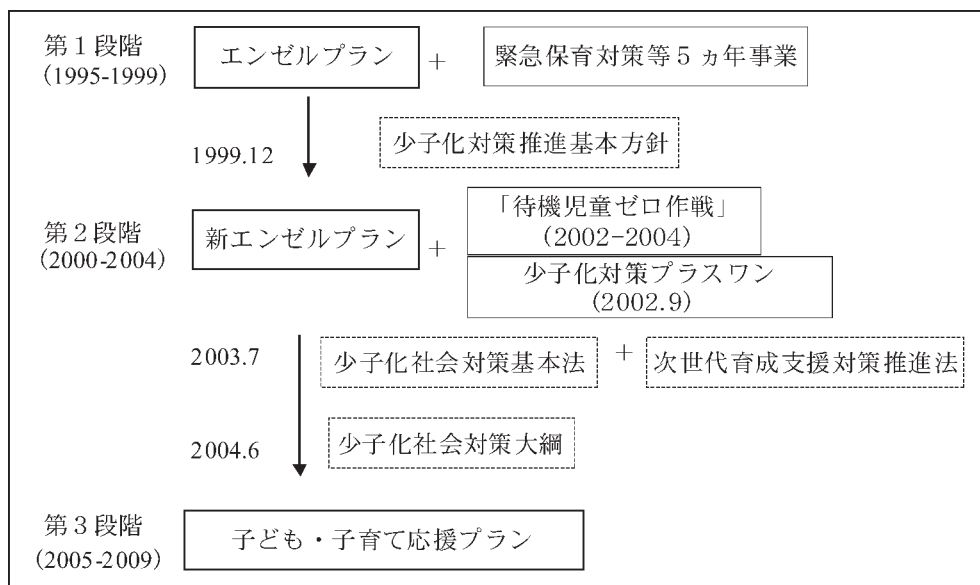 第1段階
(1995-1999)
エンゼルプラン
+
緊急保育対策等5ヵ年事業
1999.12
少子化対策推進基本方針
第2段階
(2000-2004)
新エンゼルプラン
+
「待機児童ゼロ作戦」
(2002-2004)
少子化対策プラスワン
(2002.9)
2003.7
少子化社会対策基本法
+
次世代育成支援対策推進法
2004.6
少子化社会対策大綱
第3段階
(2005-2009)
子ども・子育て応援プラン